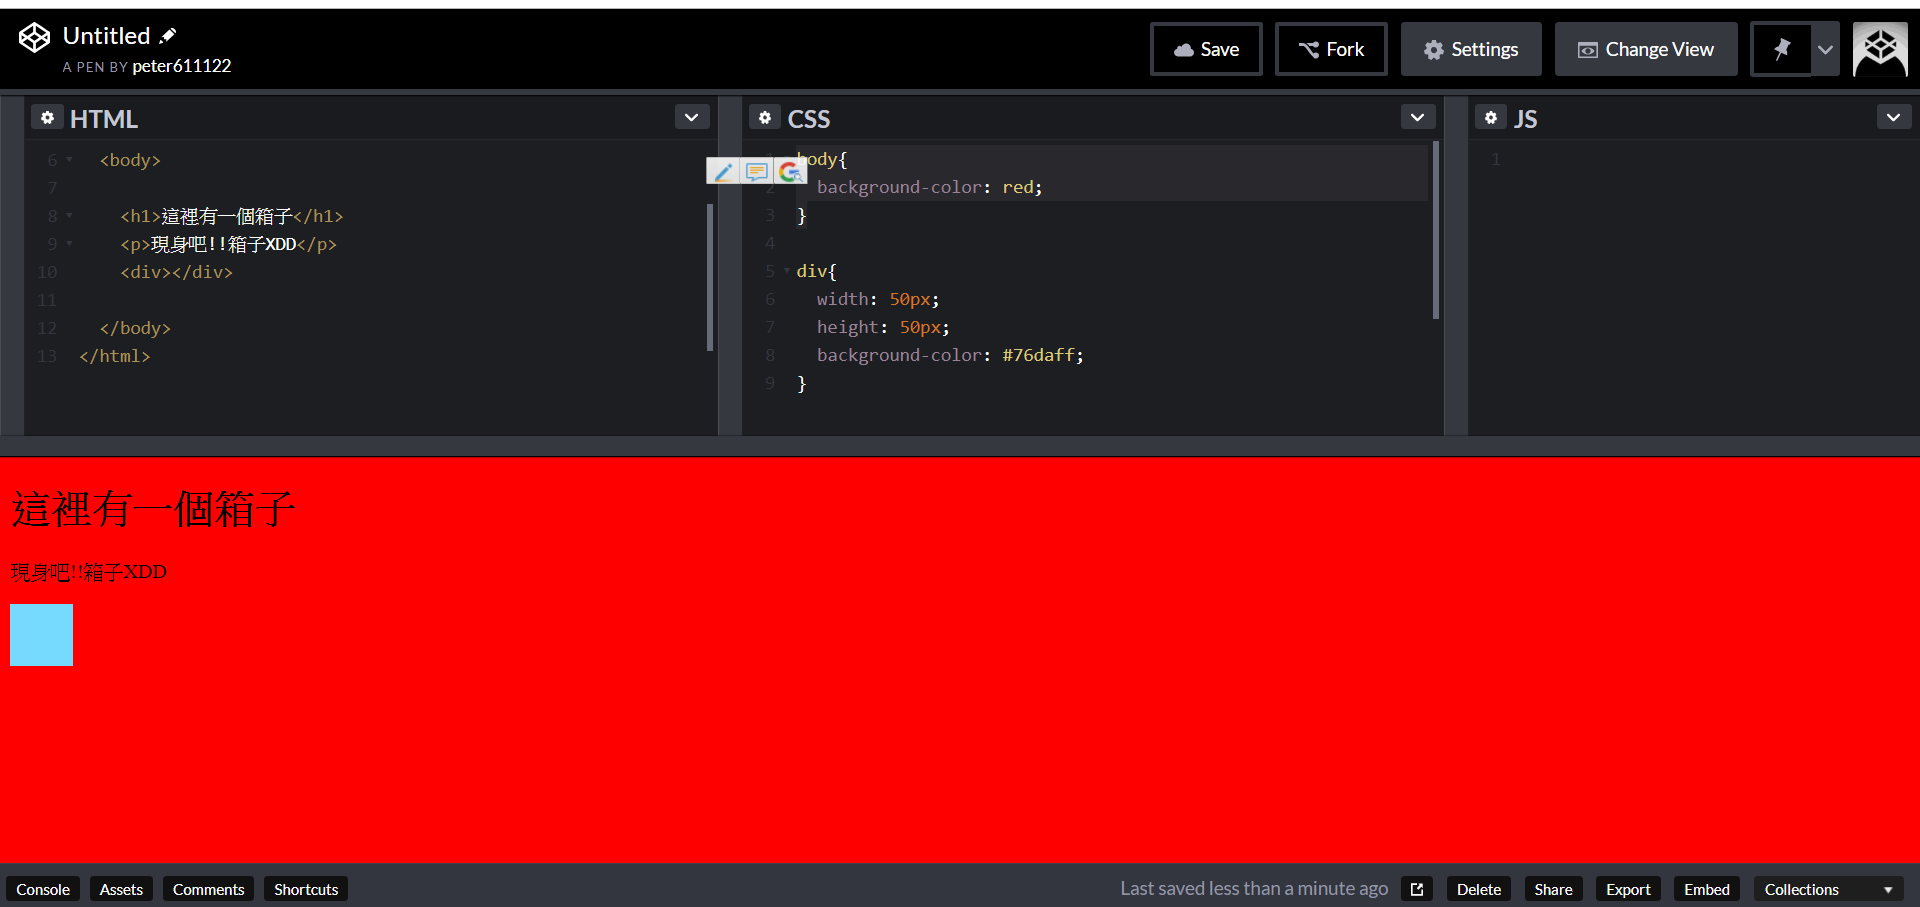 Untitled
A PEN BY peter611122
Save
Fork
Settings
Change View
HTML
6 <body>
7
8 <h1>這裡有一個箱子</h1>
9 <p>現身吧!!箱子XDD</p>
10 <div></div>
11
12 </body>
13 </html>
CSS
body{
2 background-color: red;
3 }
4
5 div{
6 width: 50px;
7 height: 50px;
8 background-color: #76daff;
9 }
JS
1
這裡有一個箱子
現身吧!!箱子XDD
Console
Assets
Comments
Shortcuts
Last saved less than a minute ago
Delete
Share
Export
Embed
Collections